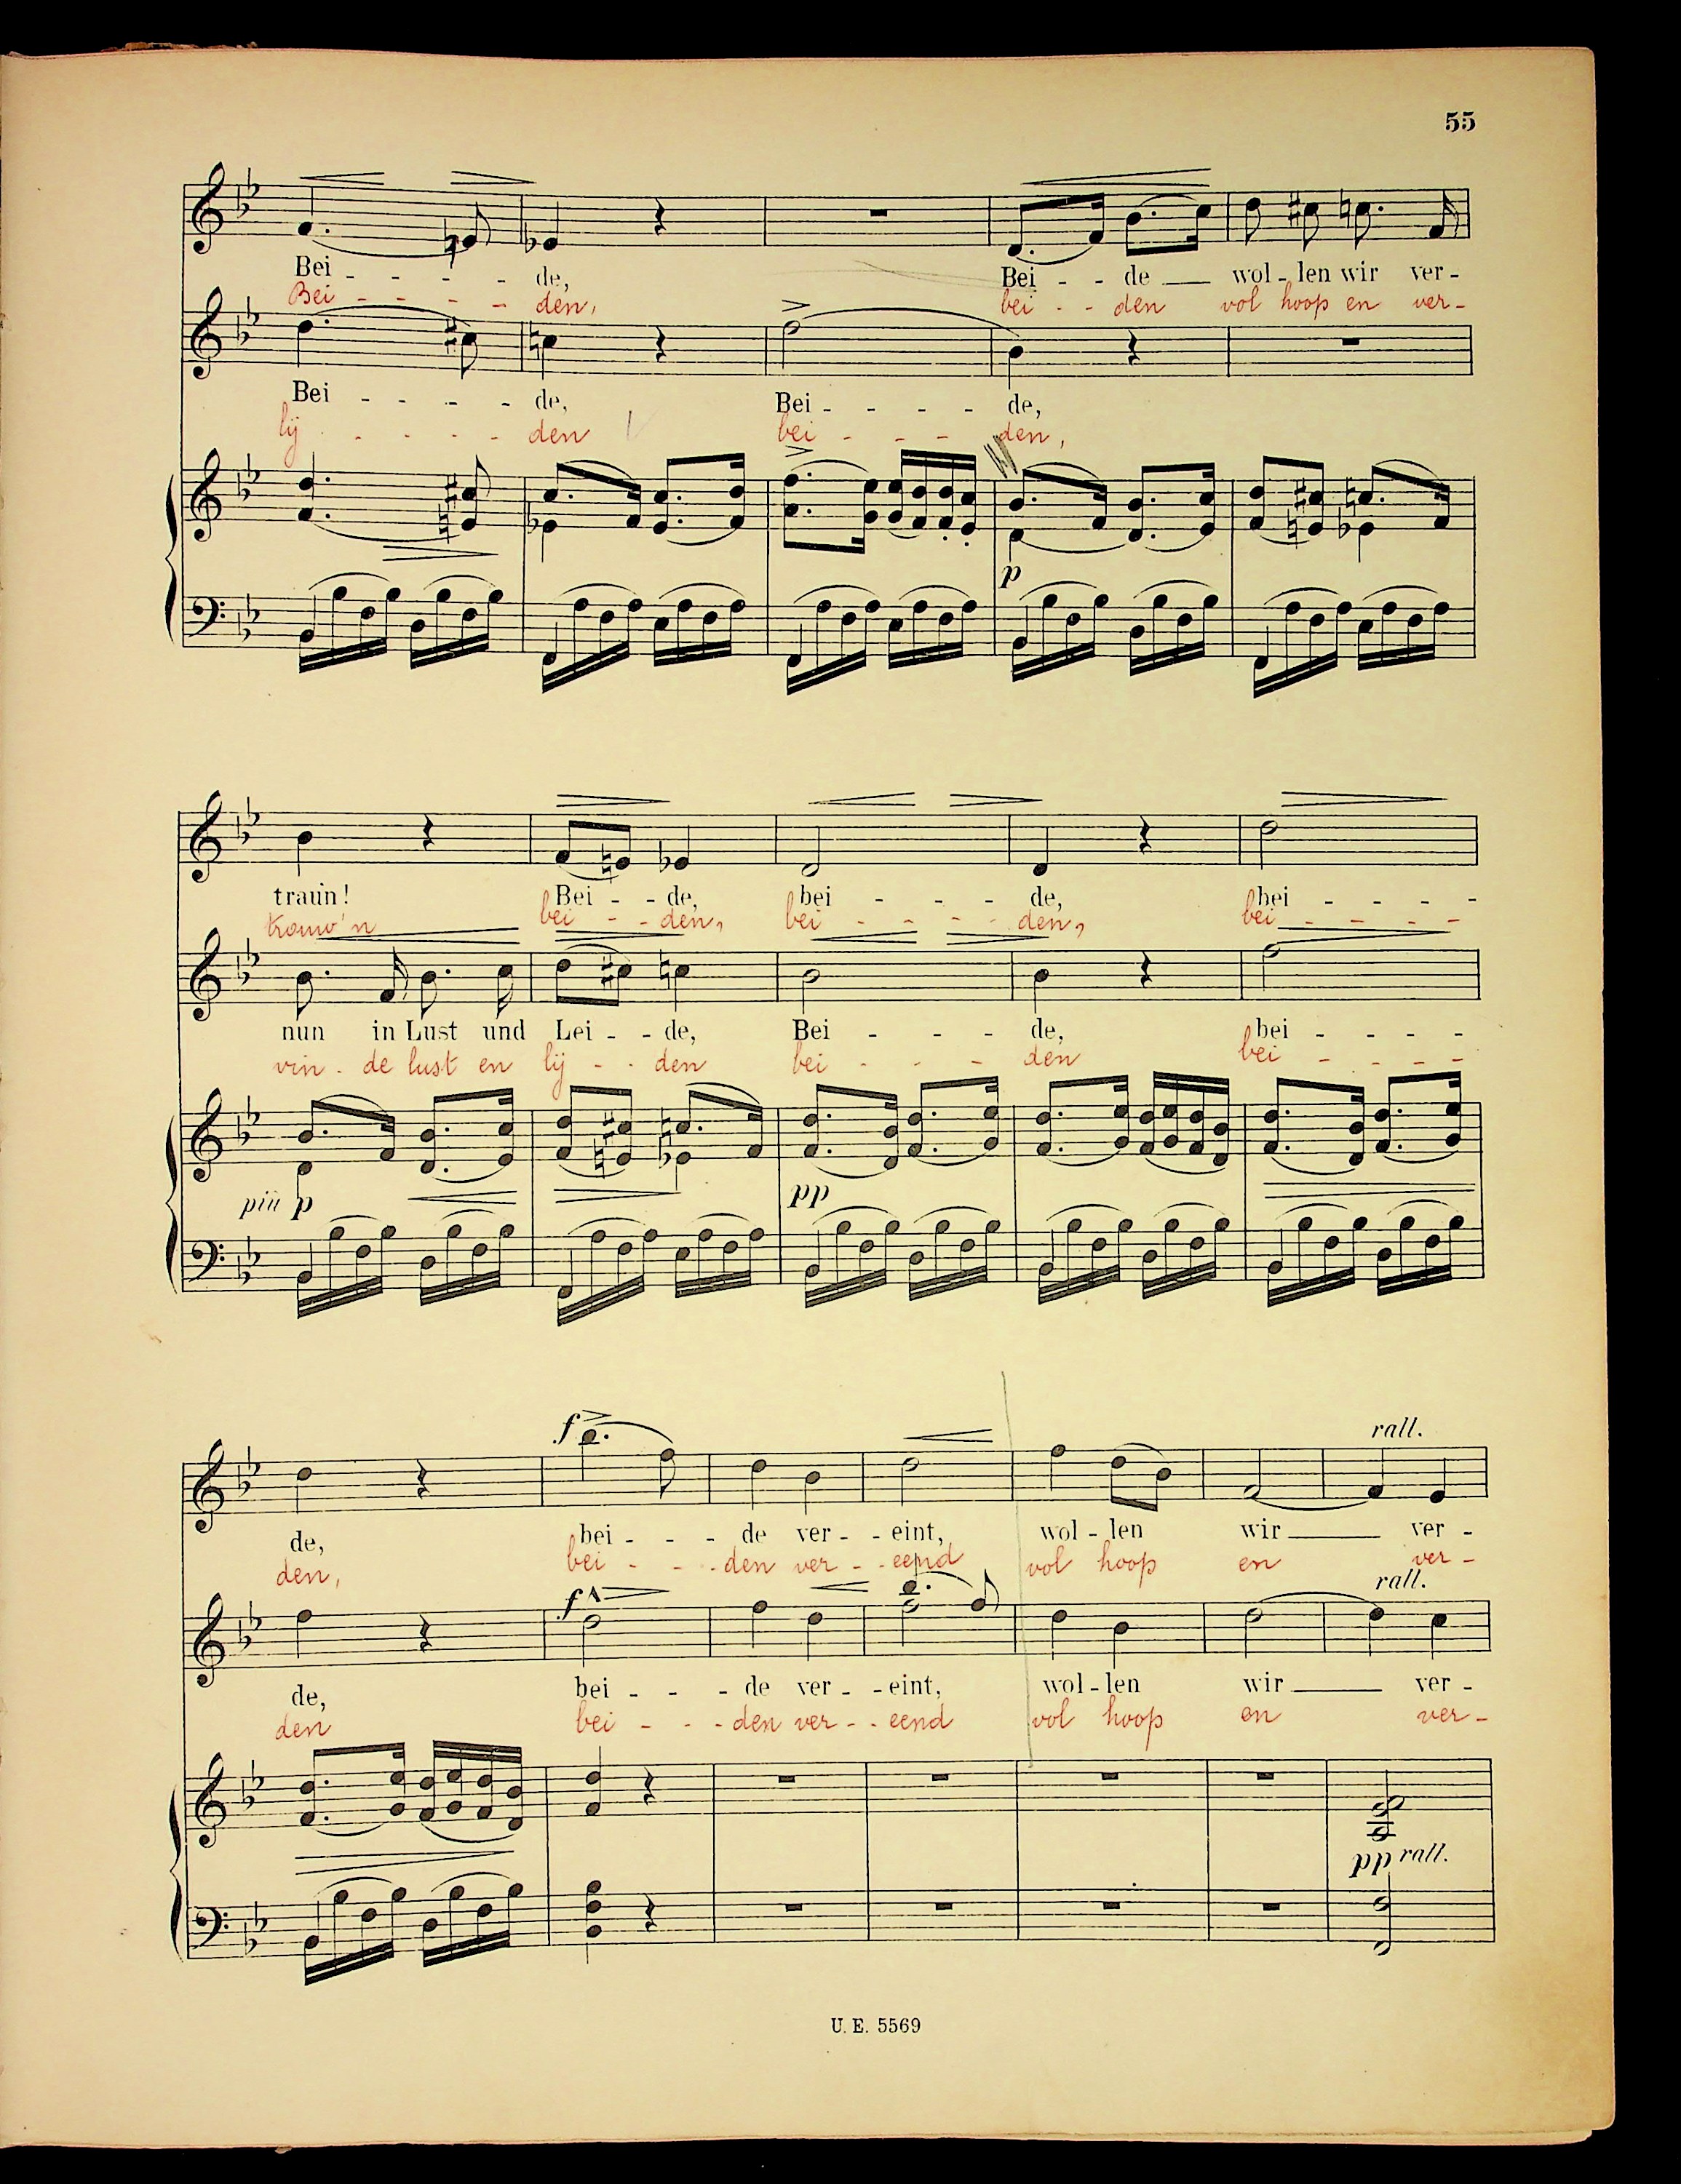 55
Bei - - - - de, Bei - - de wol - len wir ver -
Bei - - - - den, bei - - den vol hoop en ver -
Bei - - - - de, Bei - - - - de,
lij - - - - den bei - - - den,
p
traun!  Bei - - de, bei - - - de, bei - - - -
bei - - den, bei - - - - den, bei - - - -
nun in Lust und Lei - - de, Bei - - - de, bei - - - -
vin - de lust en lij - - den bei - - - den bei - - - -
più p pp
f rall.
de, bei - - - de ver - - eint, wol - len wir ver -
den, bei - - - den ver - - eend vol hoop en ver -
f rall.
de, bei - - - de ver - - eint, wol - len wir ver -
den bei - - - den ver - - eend vol hoop en ver -
pp rall.
U. E. 5569